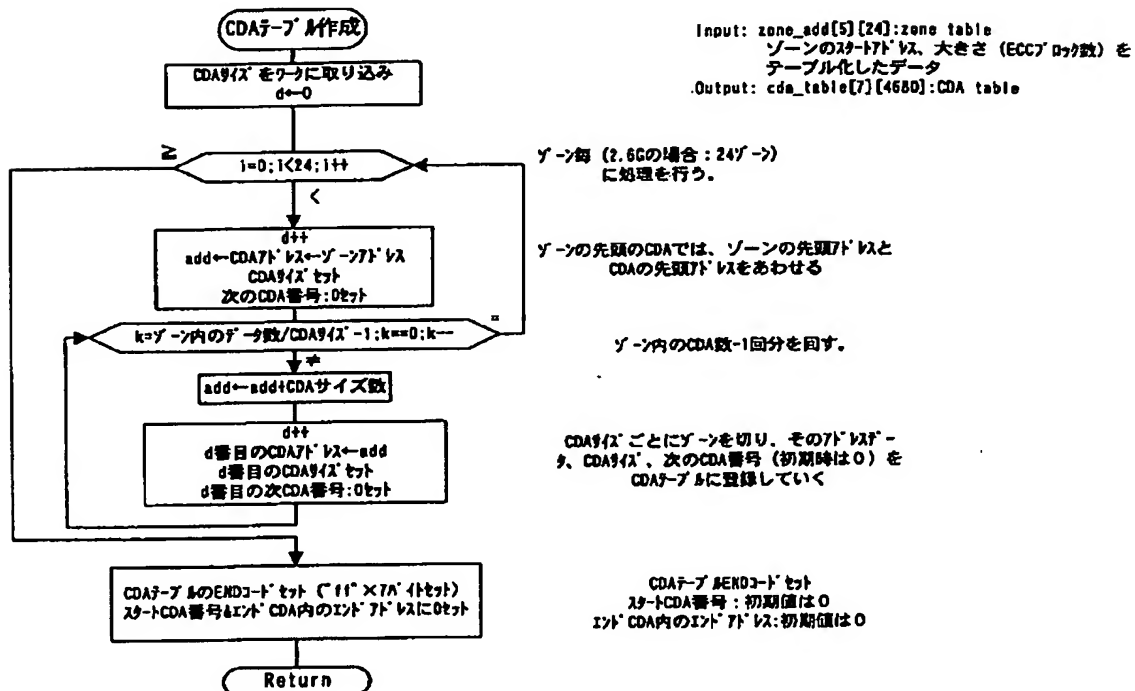 CDAテーブル作成
CDAサイズをワークに取り込み
d←0
Input: zone_add[5][24]:zone table
ゾーンのスタートアドレス、大きさ（ECCブロック数）を
テーブル化したデータ
Output: cda_table[7][4680]:CDA table
≧
i=0;i<24;i++
<
ゾーン毎（2.6Gの場合：24ゾーン）
に処理を行う。
d++
add←CDAアドレス←ゾーンアドレス
CDAサイズセット
次のCDA番号:0セット
ゾーンの先頭のCDAでは、ゾーンの先頭アドレスと
CDAの先頭アドレスをあわせる
k=ゾーン内のデータ数/CDAサイズ-1;k==0;k--
=
≠
ゾーン内のCDA数-1回分を回す。
add←add+CDAサイズ数
d++
d番目のCDAアドレス←add
d番目のCDAサイズセット
d番目の次CDA番号:0セット
CDAサイズごとにゾーンを切り、そのアドレスデー
タ、CDAサイズ、次のCDA番号（初期時は０）を
CDAテーブルに登録していく
CDAテーブルのENDコードセット（"ff"×7バイトセット）
スタートCDA番号&エンドCDA内のエンドアドレスに0セット
CDAテーブルENDコードセット
スタートCDA番号：初期値は０
エンドCDA内のエンドアドレス:初期値は０
Return